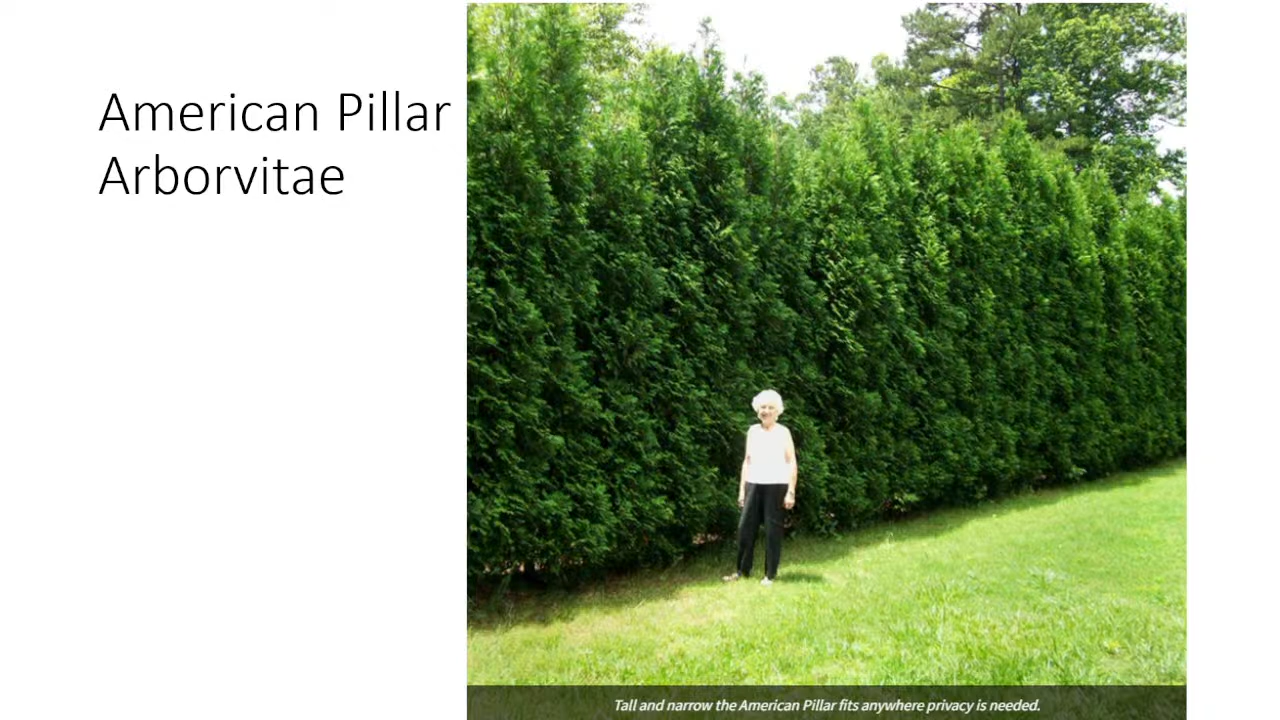 American Pillar
Arborvitae
Tall and narrow the American Pillar fits anywhere privacy is needed.